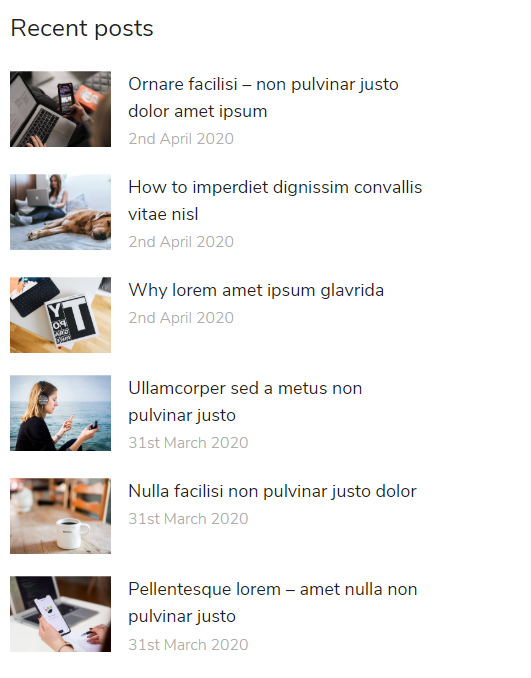 Recent posts
Ornare facilisi – non pulvinar justo
dolor amet ipsum
2nd April 2020
How to imperdiet dignissim convallis
vitae nisl
2nd April 2020
Why lorem amet ipsum glavrida
2nd April 2020
Ullamcorper sed a metus non
pulvinar justo
31st March 2020
Nulla facilisi non pulvinar justo dolor
31st March 2020
Pellentesque lorem – amet nulla non
pulvinar justo
31st March 2020